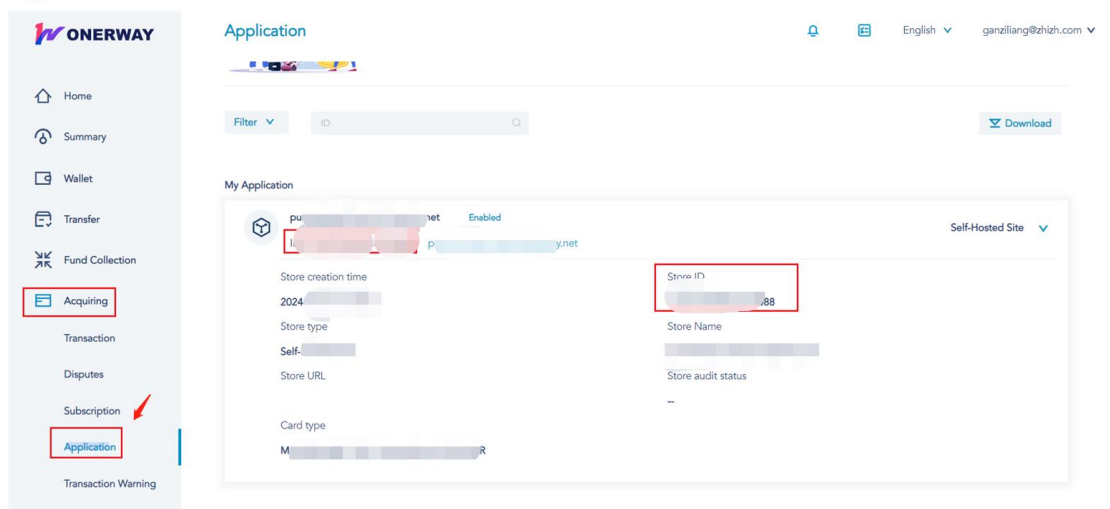 ONERWAY
Application
English
ganziliang@zhizh.com
Home
Summary
Wallet
Transfer
Fund Collection
Acquiring
Transaction
Disputes
Subscription
Application
Transaction Warning
Filter
ID
Download
My Application
Enabled
Self-Hosted Site
y.net
Store creation time
2024
Store ID
88
Store type
Self-
Store Name
Store URL
Store audit status
--
Card type